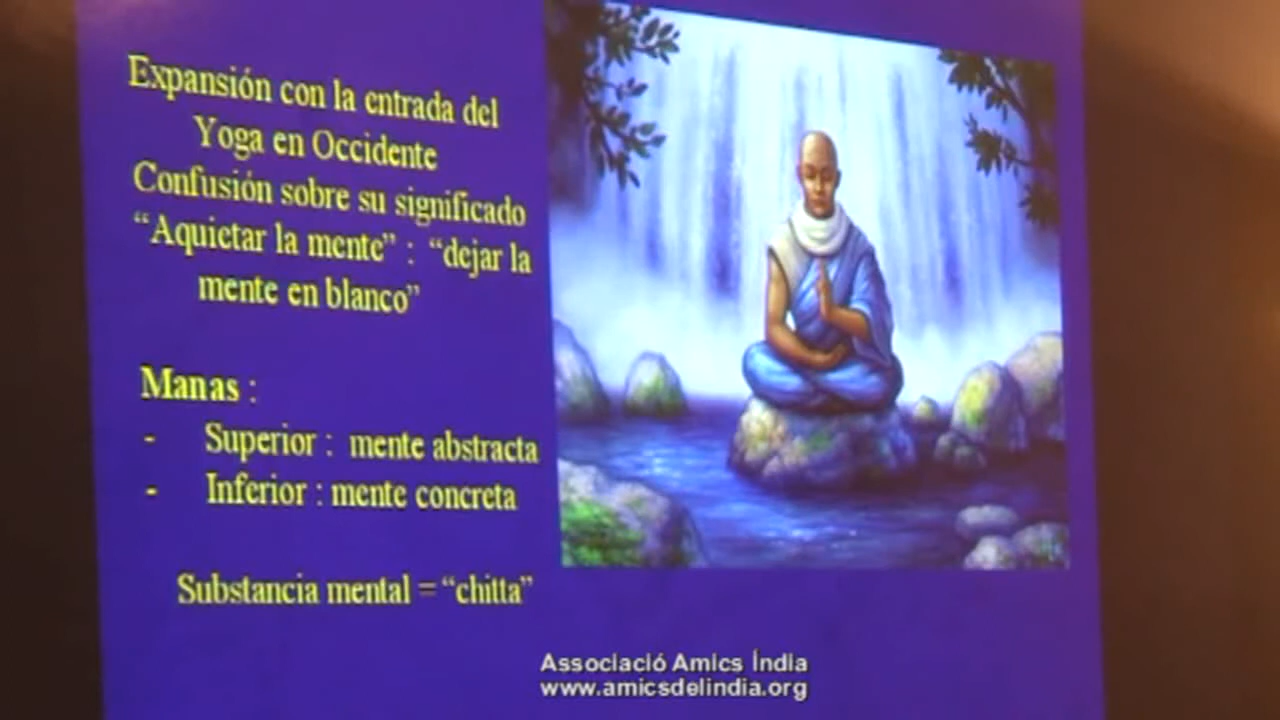 Expansión con la entrada del
Yoga en Occidente
Confusión sobre su significado
“Aquietar la mente” : “dejar la
mente en blanco”
Manas :
- Superior : mente abstracta
- Inferior : mente concreta
Substancia mental = “chitta”
Associació Amics Índia
www.amicsdelindia.org